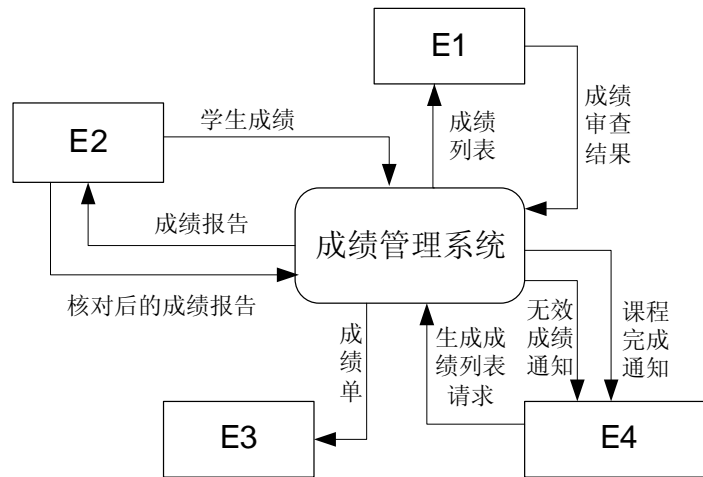 E1
成绩
审查
结果
成绩
列表
E2
学生成绩
成绩报告
核对后的成绩报告
成绩管理系统
成
绩
单
生成成
绩列表
请求
无效
成绩
通知
课程
完成
通知
E3
E4